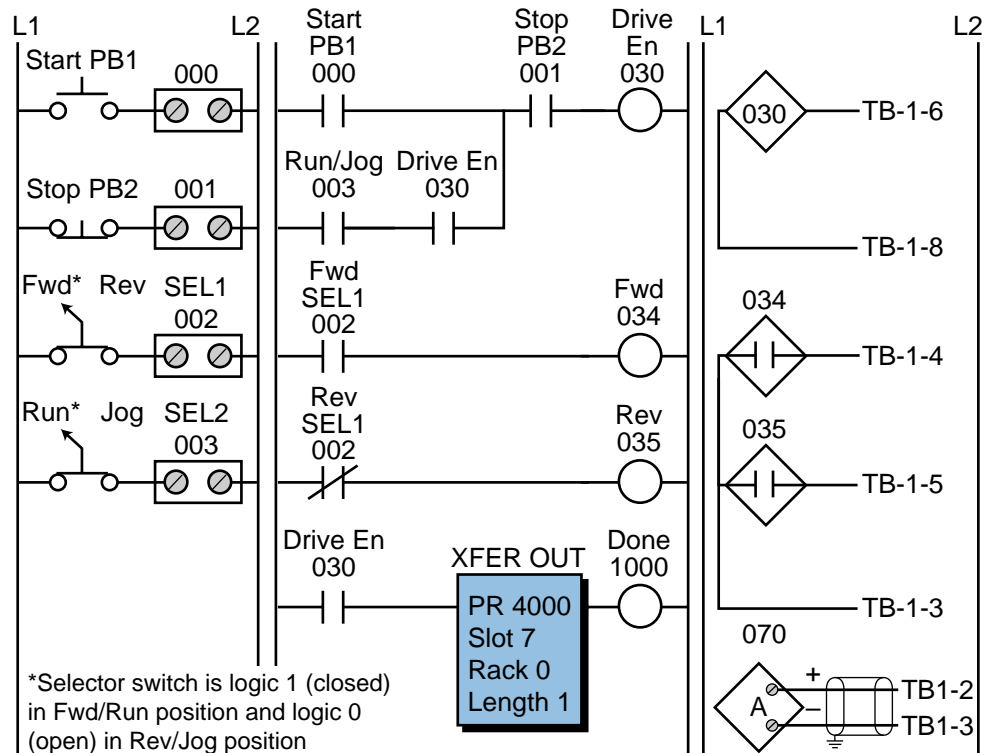 L1
L2
Start PB1
000
Stop PB2
001
Fwd* Rev SEL1
002
Run* Jog SEL2
003
*Selector switch is logic 1 (closed)
in Fwd/Run position and logic 0
(open) in Rev/Jog position
Start
PB1
000
Stop
PB2
001
Drive
En
030
Run/Jog
003
Drive En
030
Fwd
SEL1
002
Fwd
034
Rev
SEL1
002
Rev
035
Drive En
030
XFER OUT
PR 4000
Slot 7
Rack 0
Length 1
Done
1000
L1
L2
030
TB-1-6
TB-1-8
034
TB-1-4
035
TB-1-5
TB-1-3
070
A
+
–
TB1-2
TB1-3